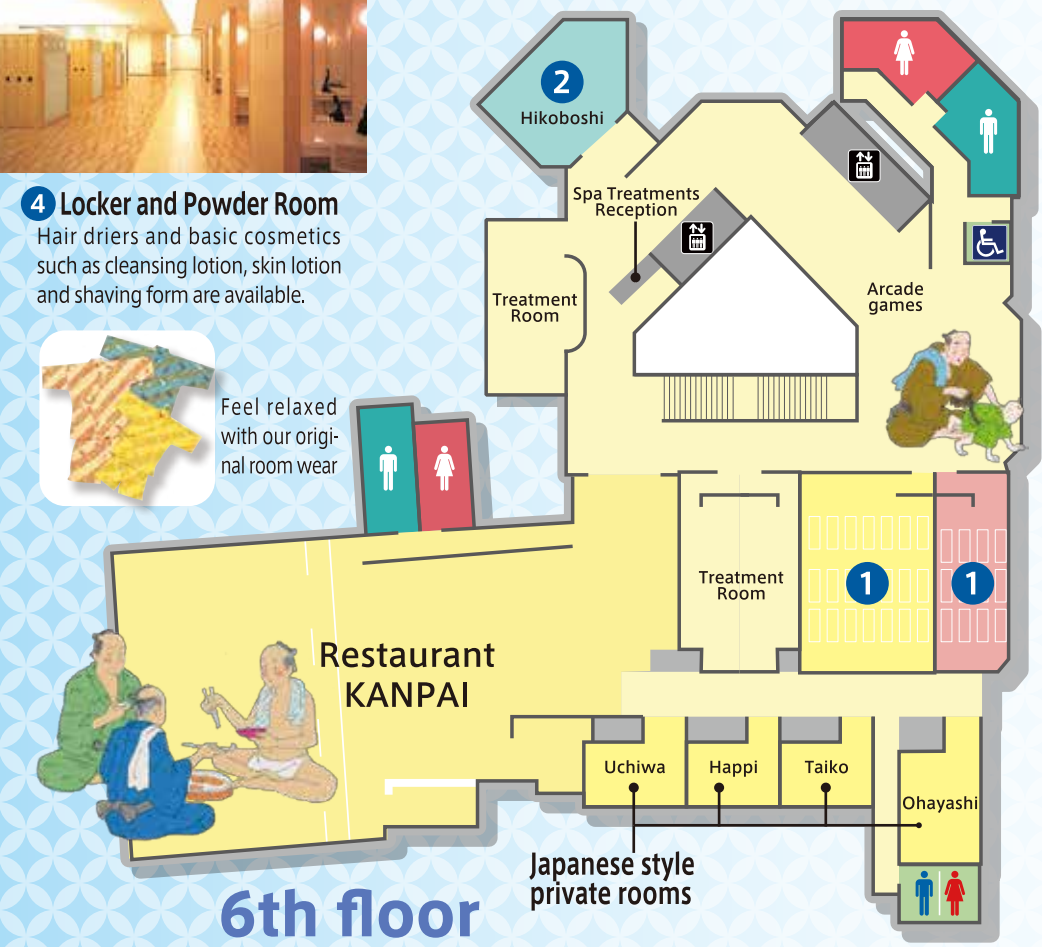 4 Locker and Powder Room
Hair driers and basic cosmetics
such as cleansing lotion, skin lotion
and shaving form are available.
Feel relaxed
with our origi-
nal room wear
2
Hikoboshi
Spa Treatments
Reception
Treatment
Room
Arcade
games
Treatment
Room
1
1
Restaurant
KANPAI
Uchiwa
Happi
Taiko
Ohayashi
Japanese style
private rooms
6th floor